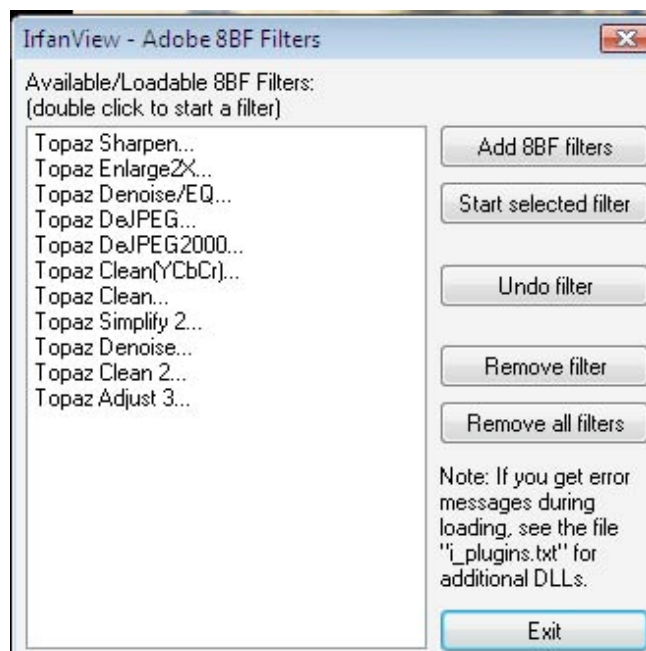 IrfanView - Adobe 8BF Filters
Available/Loadable 8BF Filters:
(double click to start a filter)
Topaz Sharpen...
Topaz Enlarge2X...
Topaz Denoise/EQ...
Topaz DeJPEG...
Topaz DeJPEG2000...
Topaz Clean(YCbCr)...
Topaz Clean...
Topaz Simplify 2...
Topaz Denoise...
Topaz Clean 2...
Topaz Adjust 3...
Add 8BF filters
Start selected filter
Undo filter
Remove filter
Remove all filters
Note: If you get error
messages during
loading, see the file
"i_plugins.txt" for
additional DLLs.
Exit